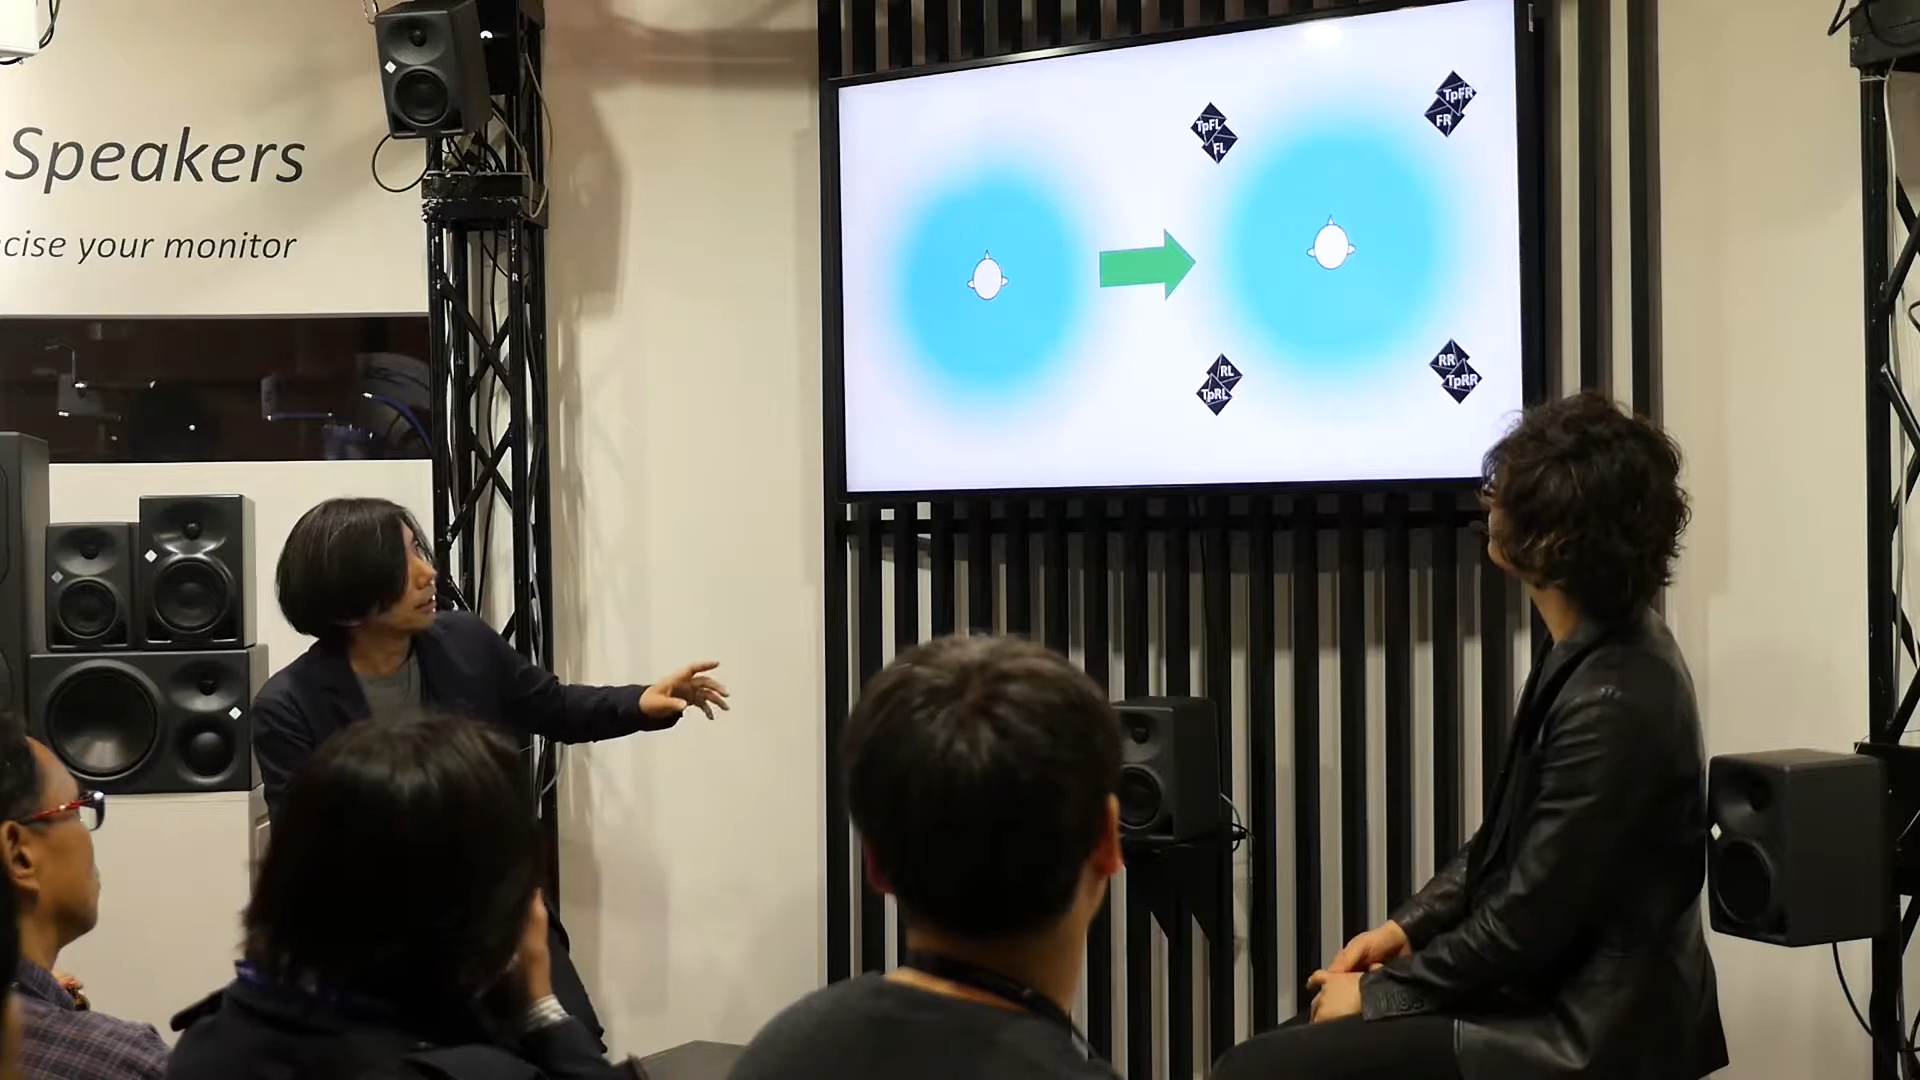 Speakers
cise your monitor
TpFL
FL
TpFR
FR
RL
TpRL
RR
TpRR